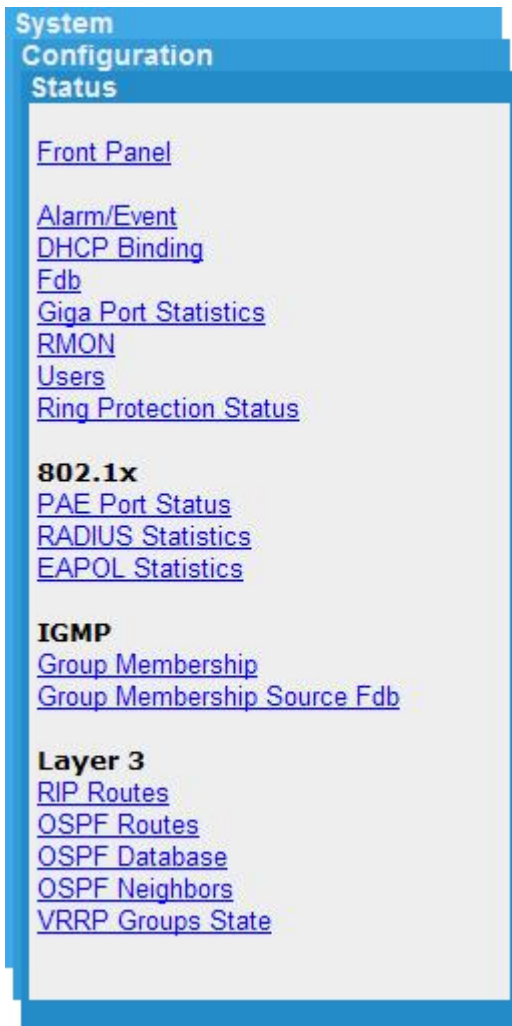 System
Configuration
Status
Front Panel
Alarm/Event
DHCP Binding
Fdb
Giga Port Statistics
RMON
Users
Ring Protection Status
802.1x
PAE Port Status
RADIUS Statistics
EAPOL Statistics
IGMP
Group Membership
Group Membership Source Fdb
Layer 3
RIP Routes
OSPF Routes
OSPF Database
OSPF Neighbors
VRRP Groups State